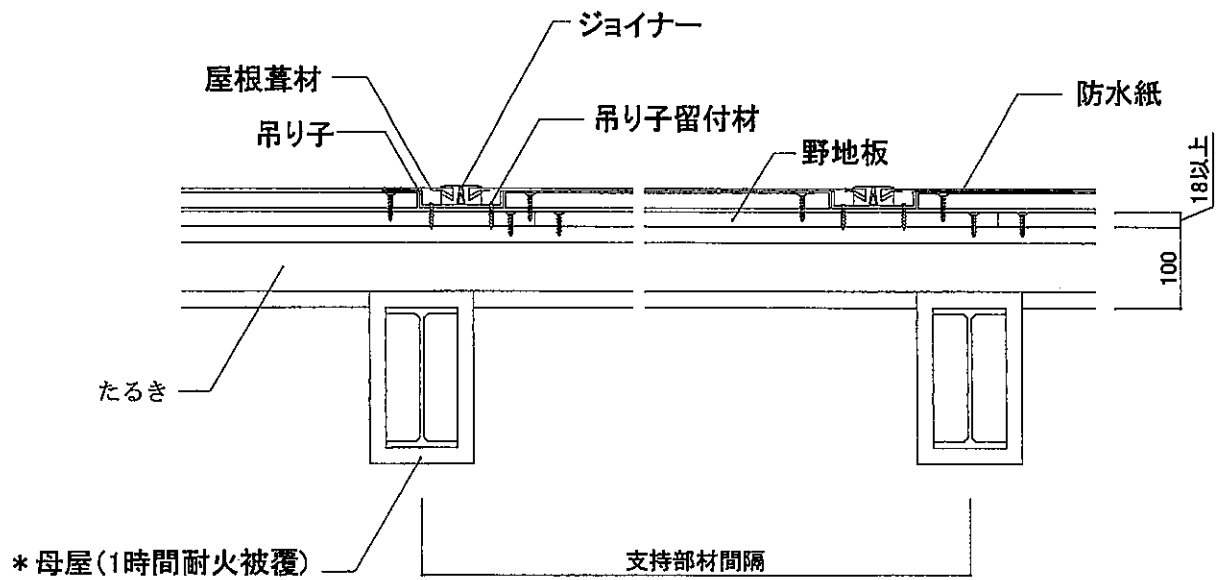 ジョイナー
屋根葺材
防水紙
吊り子留付材
吊り子
野地板
18以上
100
たるき
*母屋(1時間耐火被覆)
支持部材間隔